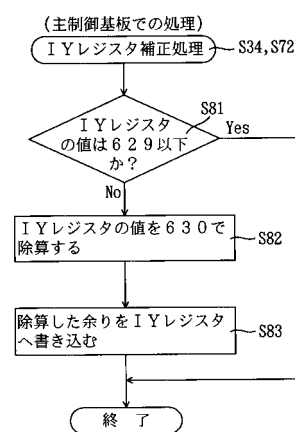 (主制御基板での処理)
ＩＹレジスタ補正処理
S34,S72
S81
ＩＹレジスタ
の値は６２９以下
か？
Yes
No
ＩＹレジスタの値を６３０で
除算する
S82
除算した余りをＩＹレジスタ
へ書き込む
S83
終 了